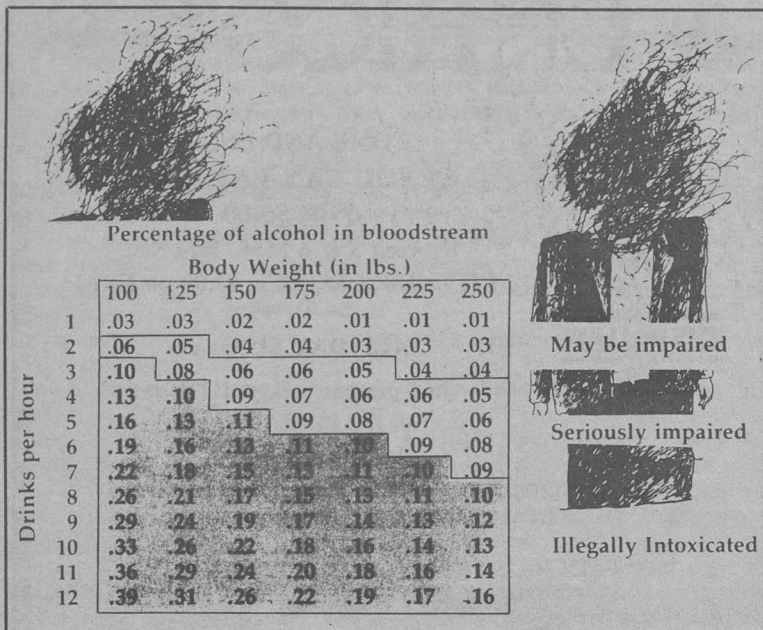 Percentage of alcohol in bloodstream
Body Weight (in lbs.)
100 125 150 175 200 225 250
1 .03 .03 .02 .02 .01 .01 .01
2 .06 .05 .04 .04 .03 .03 .03
3 .10 .08 .06 .06 .05 .04 .04
4 .13 .10 .09 .07 .06 .06 .05
5 .16 .13 .11 .09 .08 .07 .06
6 .19 .16 .13 .11 .10 .09 .08
7 .22 .18 .15 .13 .11 .10 .09
8 .26 .21 .17 .15 .13 .11 .10
9 .29 .24 .19 .17 .14 .13 .12
10 .33 .26 .22 .18 .16 .14 .13
11 .36 .29 .24 .20 .18 .16 .14
12 .39 .31 .26 .22 .19 .17 .16
Drinks per hour
May be impaired
Seriously impaired
Illegally Intoxicated